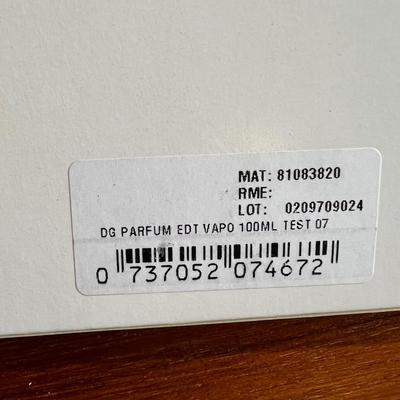 MAT: 81083820
RME:
LOT: 0209709024
DG PARFUM EDT VAPO 100ML TEST 07
0 737052 074672